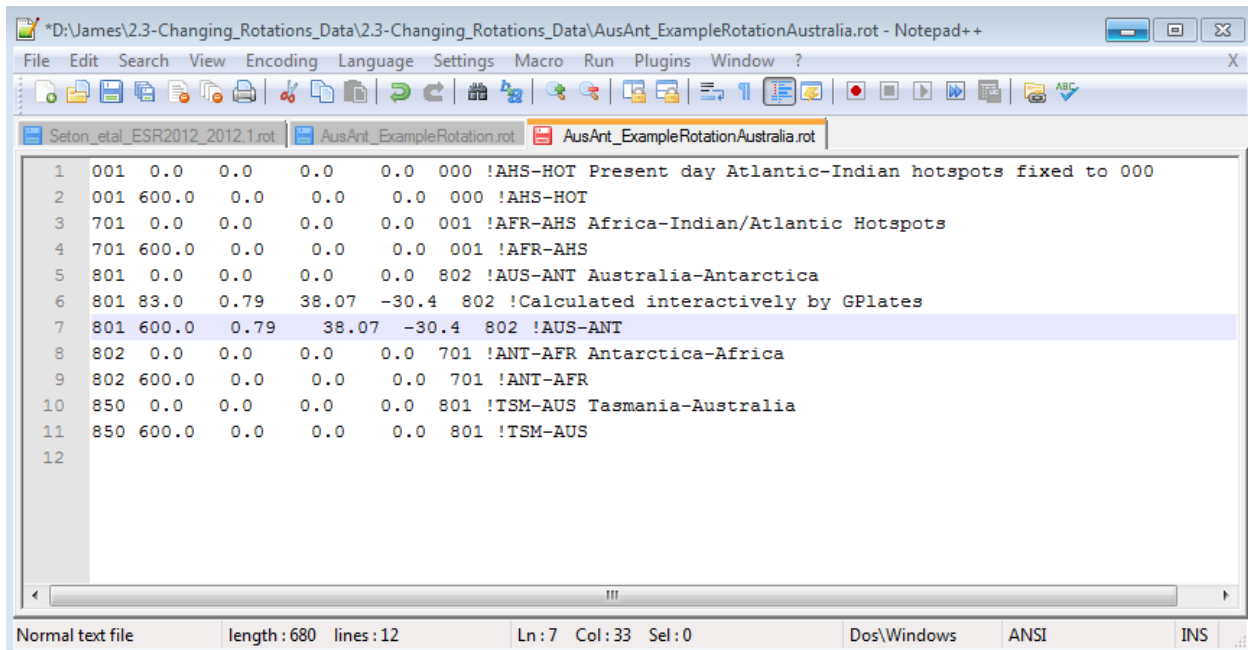 *D:\James\2.3-Changing_Rotations_Data\2.3-Changing_Rotations_Data\AusAnt_ExampleRotationAustralia.rot - Notepad++
File Edit Search View Encoding Language Settings Macro Run Plugins Window ? X
Seton_etal_ESR2012_2012.1.rot AusAnt_ExampleRotation.rot AusAnt_ExampleRotationAustralia.rot
1 001 0.0 0.0 0.0 0.0 000 !AHS-HOT Present day Atlantic-Indian hotspots fixed to 000
2 001 600.0 0.0 0.0 0.0 000 !AHS-HOT
3 701 0.0 0.0 0.0 0.0 001 !AFR-AHS Africa-Indian/Atlantic Hotspots
4 701 600.0 0.0 0.0 0.0 001 !AFR-AHS
5 801 0.0 0.0 0.0 0.0 802 !AUS-ANT Australia-Antarctica
6 801 83.0 0.79 38.07 -30.4 802 !Calculated interactively by GPlates
7 801 600.0 0.79 38.07 -30.4 802 !AUS-ANT
8 802 0.0 0.0 0.0 0.0 701 !ANT-AFR Antarctica-Africa
9 802 600.0 0.0 0.0 0.0 701 !ANT-AFR
10 850 0.0 0.0 0.0 0.0 801 !TSM-AUS Tasmania-Australia
11 850 600.0 0.0 0.0 0.0 801 !TSM-AUS
12
Normal text file length : 680 lines : 12 Ln : 7 Col : 33 Sel : 0 Dos\Windows ANSI INS